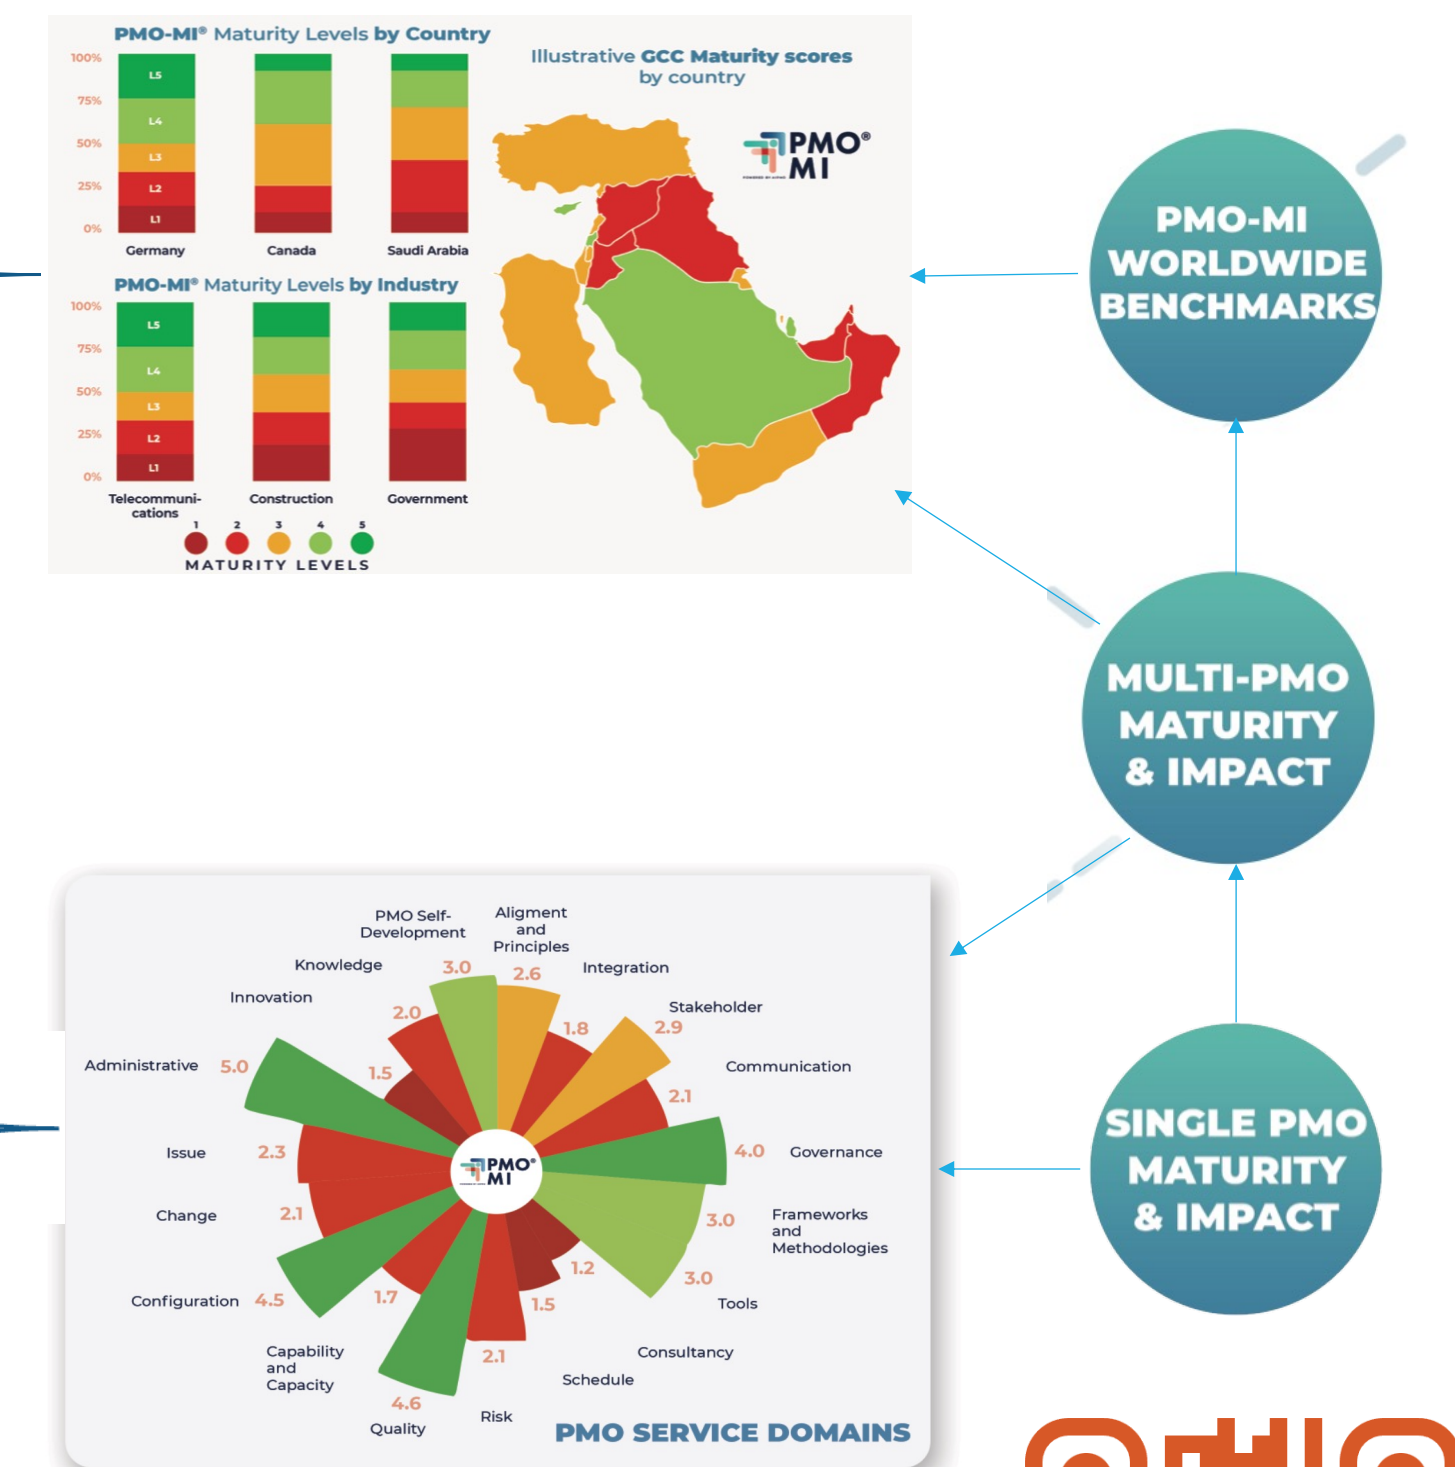 PMO-MI® Maturity Levels by Country
100%
75%
50%
25%
0%
L5
L4
L3
L2
L1
Germany
Canada
Saudi Arabia
PMO-MI® Maturity Levels by Industry
100%
75%
50%
25%
0%
L5
L4
L3
L2
L1
Telecommuni-
cations
Construction
Government
1 2 3 4 5
MATURITY LEVELS
Illustrative GCC Maturity scores
by country
PMO®
MI
PMO-MI
WORLDWIDE
BENCHMARKS
MULTI-PMO
MATURITY
& IMPACT
SINGLE PMO
MATURITY
& IMPACT
PMO Self-
Development
3.0
Aligment
and
Principles
2.6
Integration
1.8
Stakeholder
2.9
Communication
2.1
Governance
4.0
Frameworks
and
Methodologies
3.0
Tools
3.0
Consultancy
1.2
Schedule
1.5
Risk
2.1
Quality
4.6
Capability
and
Capacity
1.7
Configuration
4.5
Change
2.1
Issue
2.3
Administrative
5.0
Innovation
1.5
Knowledge
2.0
PMO®
MI
PMO SERVICE DOMAINS